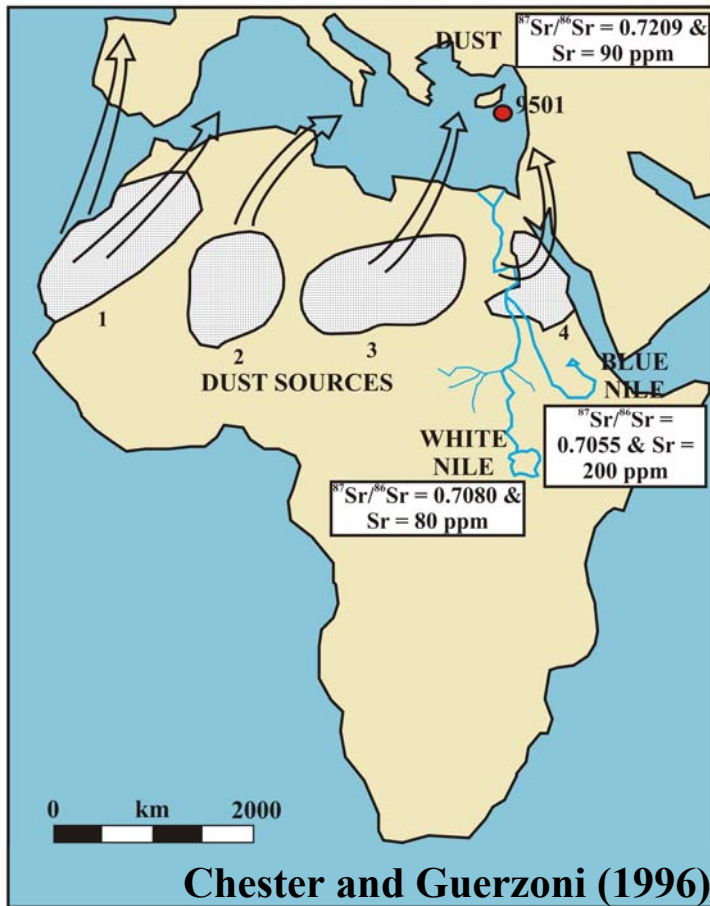 DUST
⁸⁷Sr/⁸⁶Sr = 0.7209 &
Sr = 90 ppm
9501
1
2
3
4
DUST SOURCES
BLUE
NILE
⁸⁷Sr/⁸⁶Sr =
0.7055 & Sr =
200 ppm
WHITE
NILE
⁸⁷Sr/⁸⁶Sr = 0.7080 &
Sr = 80 ppm
0 km 2000
Chester and Guerzoni (1996)